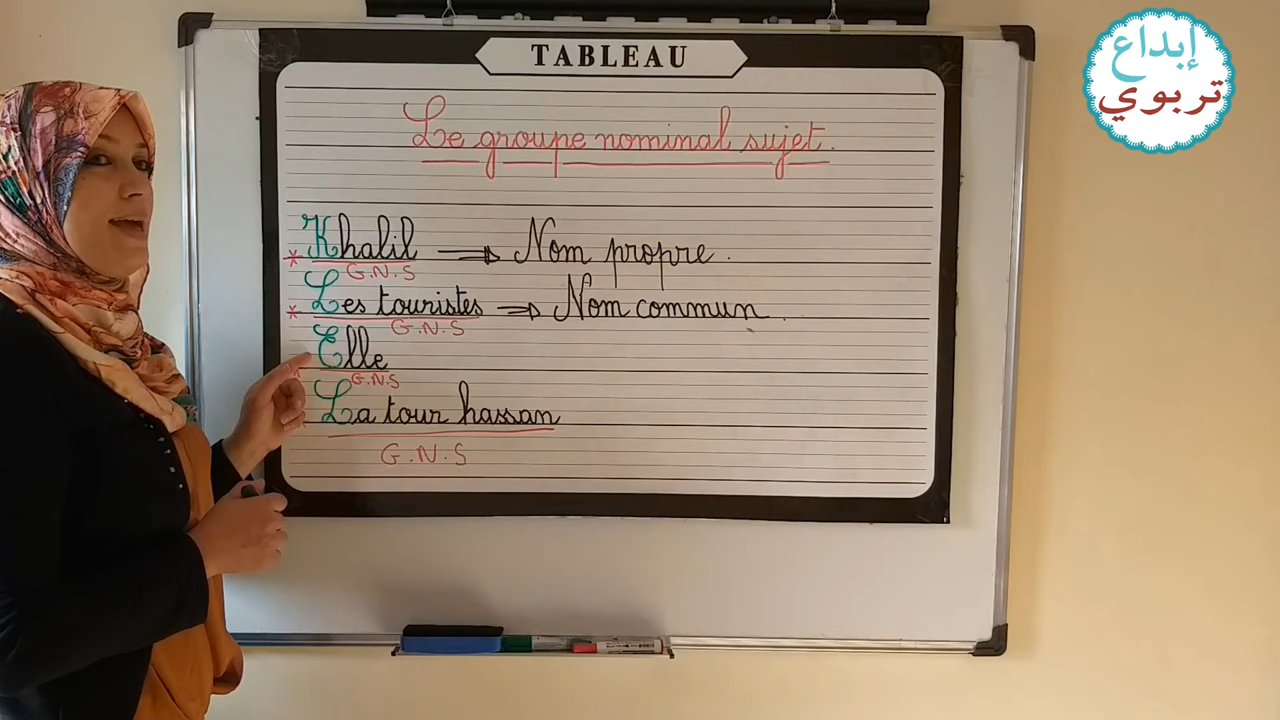 TABLEAU
إبداع
تربوي
Le groupe nominal sujet.
* Khalil ⇒ Nom propre.
G.N.S
* Les touristes ⇒ Nom commun.
G.N.S
* Elle
G.N.S
La tour hassan
G.N.S